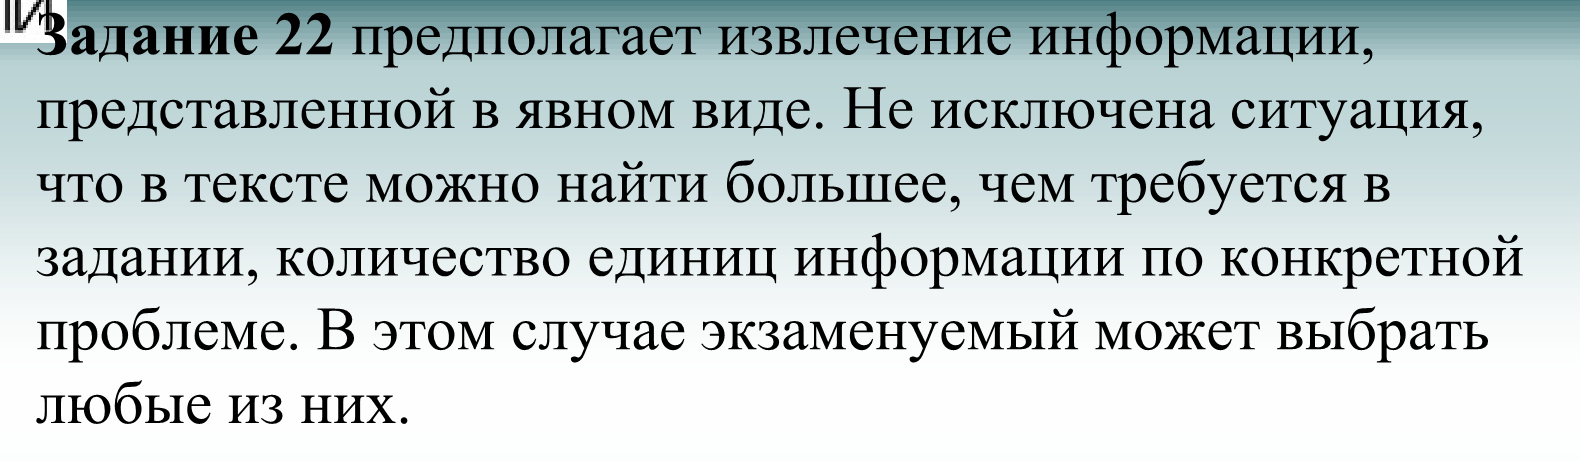 Задание 22 предполагает извлечение информации,
представленной в явном виде. Не исключена ситуация,
что в тексте можно найти большее, чем требуется в
задании, количество единиц информации по конкретной
проблеме. В этом случае экзаменуемый может выбрать
любые из них.